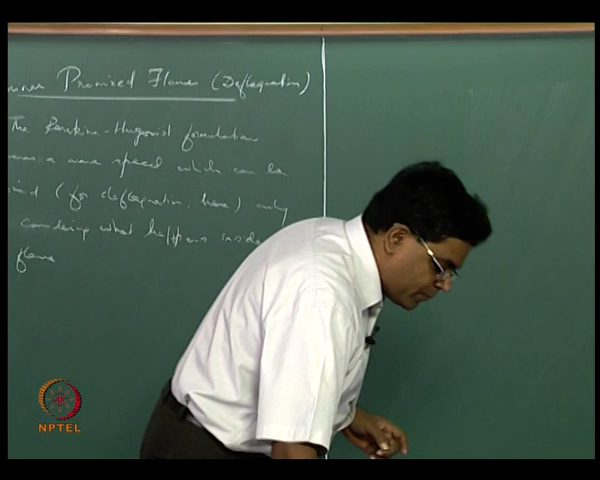 Premixed Flames (Deflagration)
The Rankine-Hugoniot formulation
a wave speed which can be
(for deflagration, here) only
considering what happens inside
flame
NPTEL